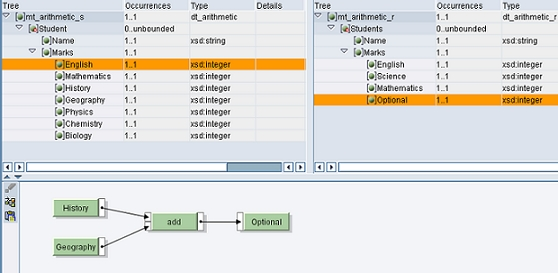 Tree Occurrences Type Details
mt_arithmetic_s 1..1 dt_arithmetic
Student 0..unbounded
Name 1..1 xsd:string
Marks 1..1
English 1..1 xsd:integer
Mathematics 1..1 xsd:integer
History 1..1 xsd:integer
Geography 1..1 xsd:integer
Physics 1..1 xsd:integer
Chemistry 1..1 xsd:integer
Biology 1..1 xsd:integer
Tree Occurrences Type
mt_arithmetic_r 1..1 dt_arithmetic_r
Students 0..unbounded
Name 1..1 xsd:string
Marks 1..1
English 1..1 xsd:integer
Science 1..1 xsd:integer
Mathematics 1..1 xsd:integer
Optional 1..1 xsd:integer
History
add
Optional
Geography